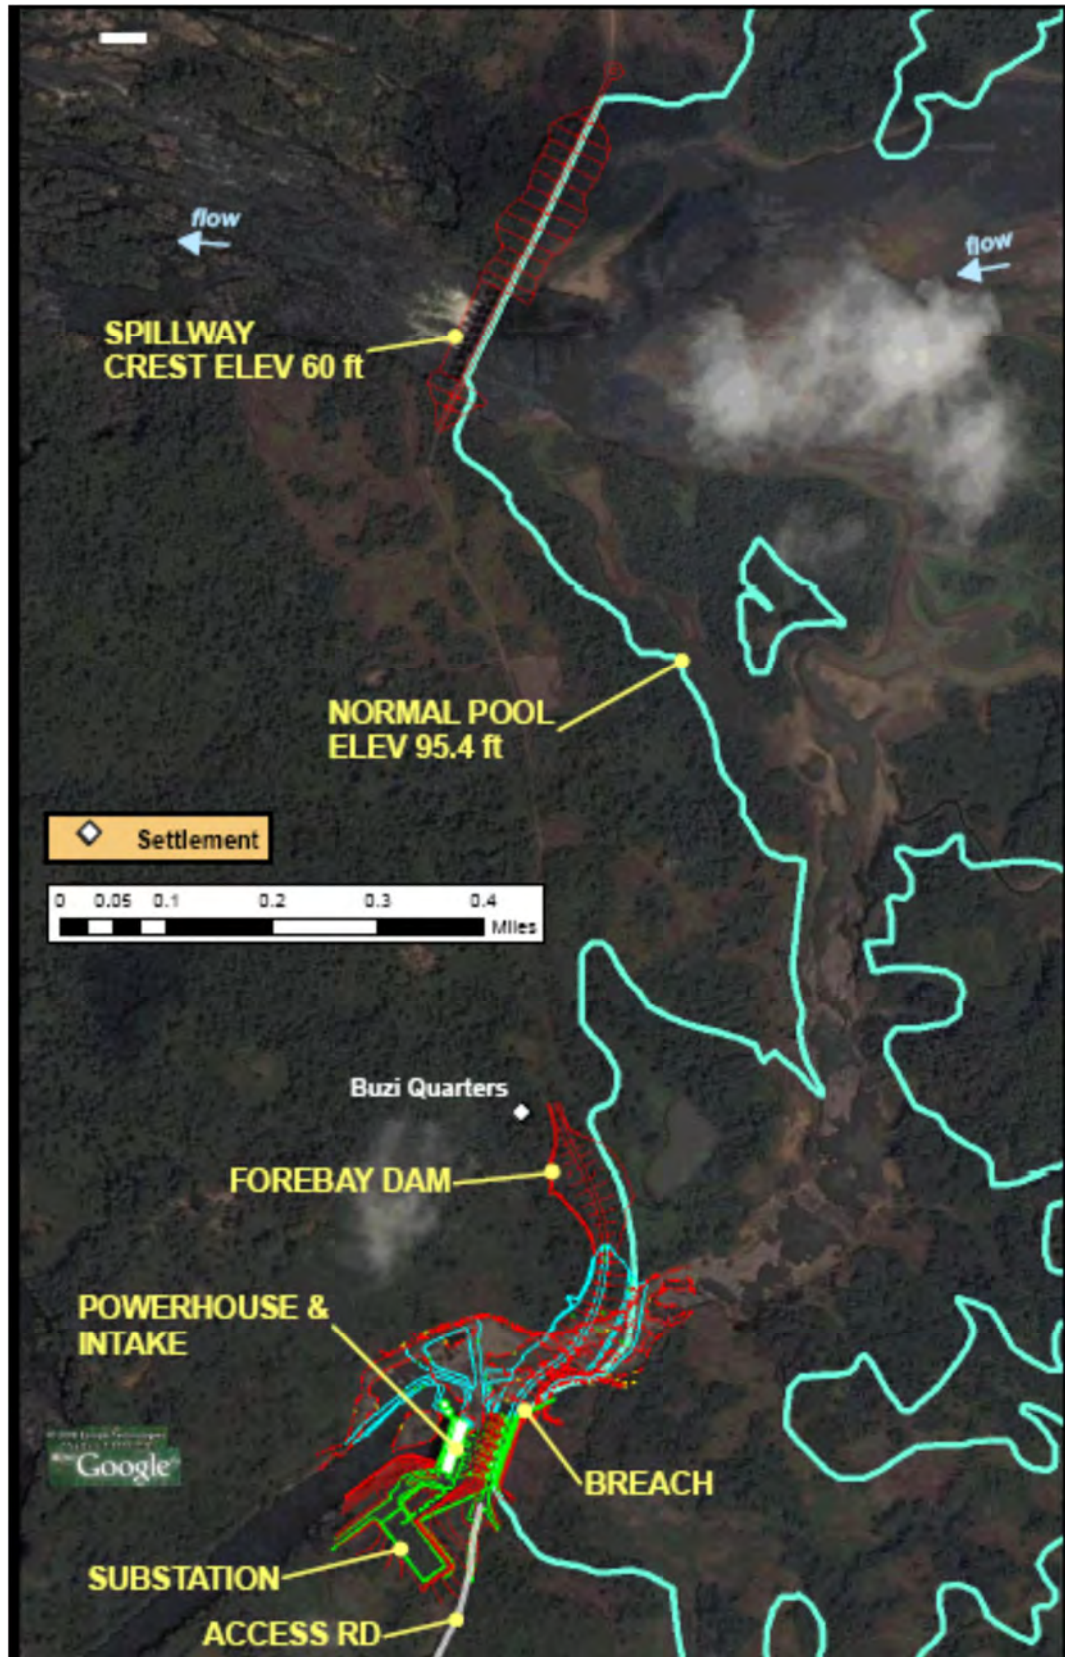 flow
flow
SPILLWAY
CREST ELEV 60 ft
NORMAL POOL
ELEV 95.4 ft
Settlement
0 0.05 0.1 0.2 0.3 0.4
Miles
Buzi Quarters
FOREBAY DAM
POWERHOUSE &
INTAKE
Google
BREACH
SUBSTATION
ACCESS RD